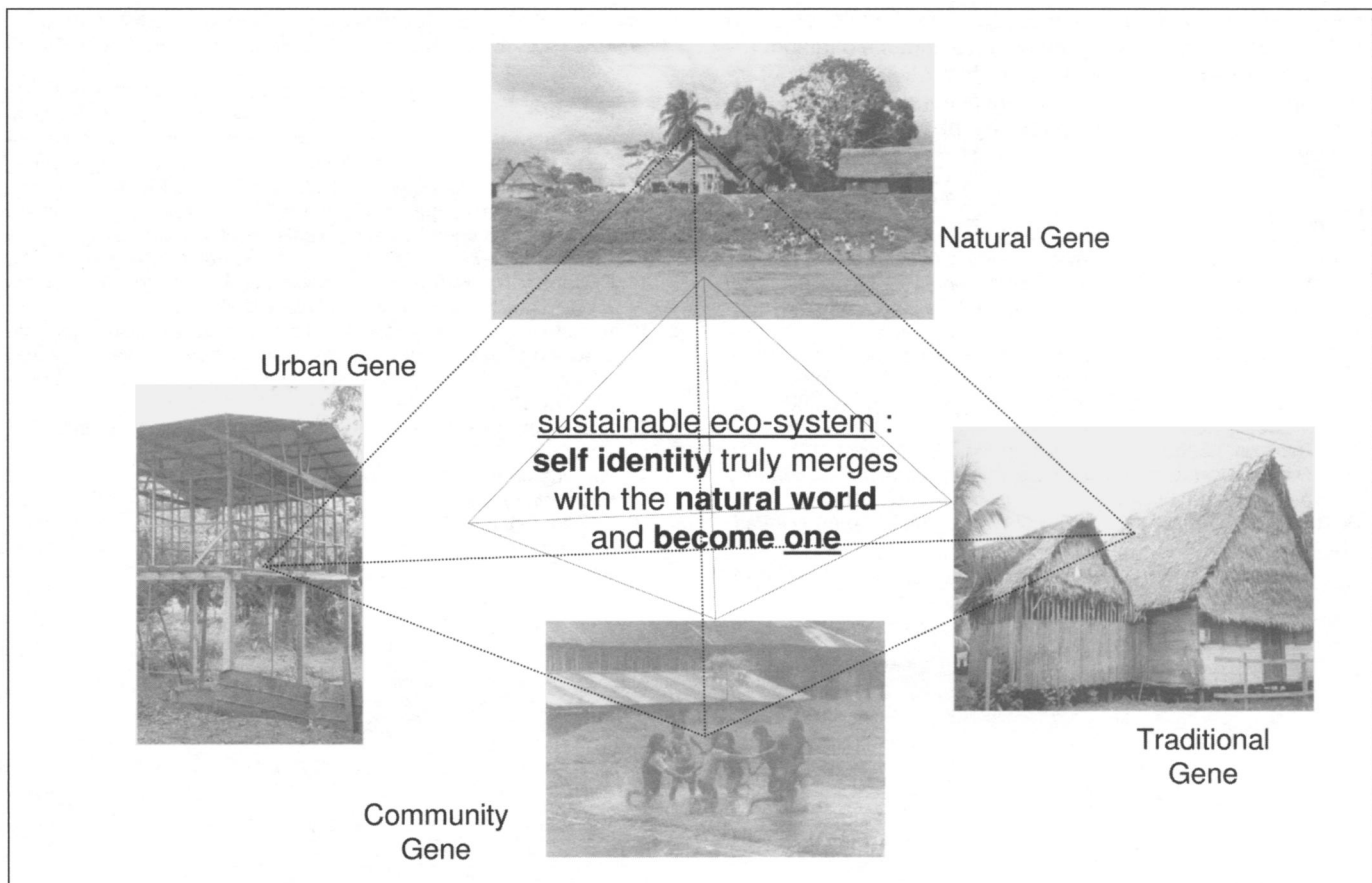 Natural Gene
Urban Gene
sustainable eco-system :
self identity truly merges
with the natural world
and become one
Traditional
Gene
Community
Gene